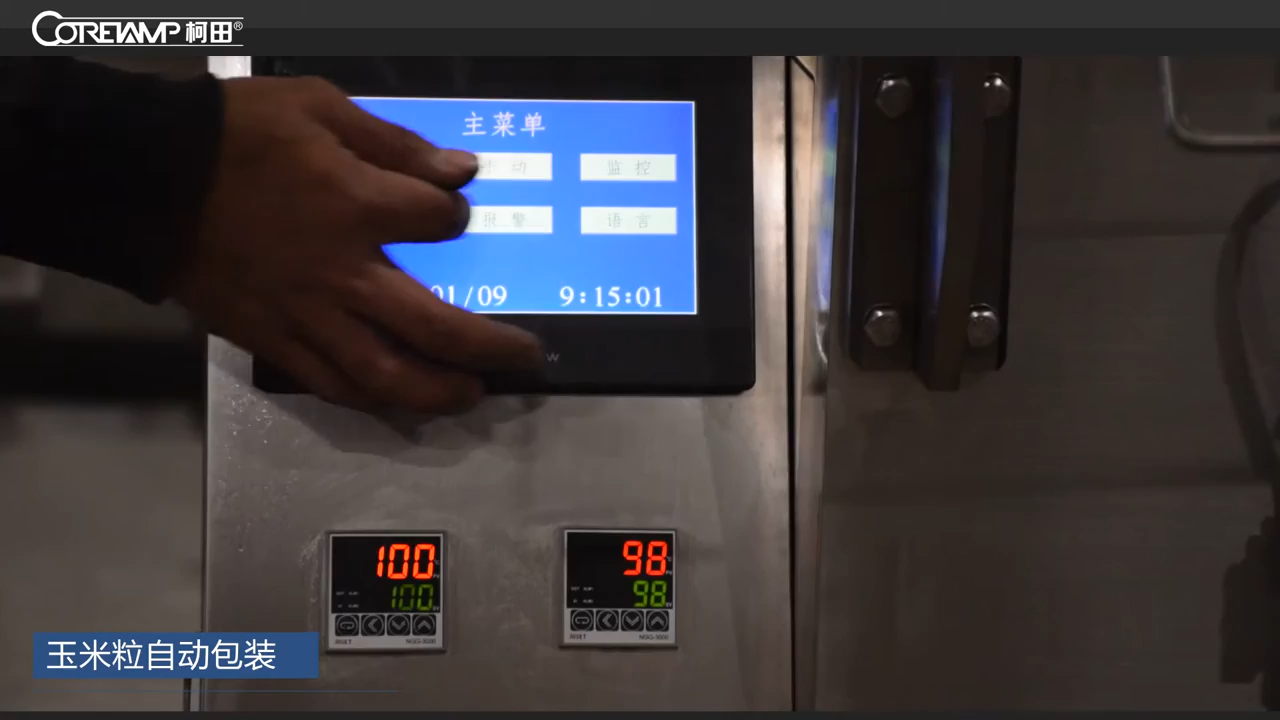 CORETAMP 柯田®
主菜单
动 监控
报警 语言
01/09 9:15:01
W
100
100
98
98
玉米粒自动包装